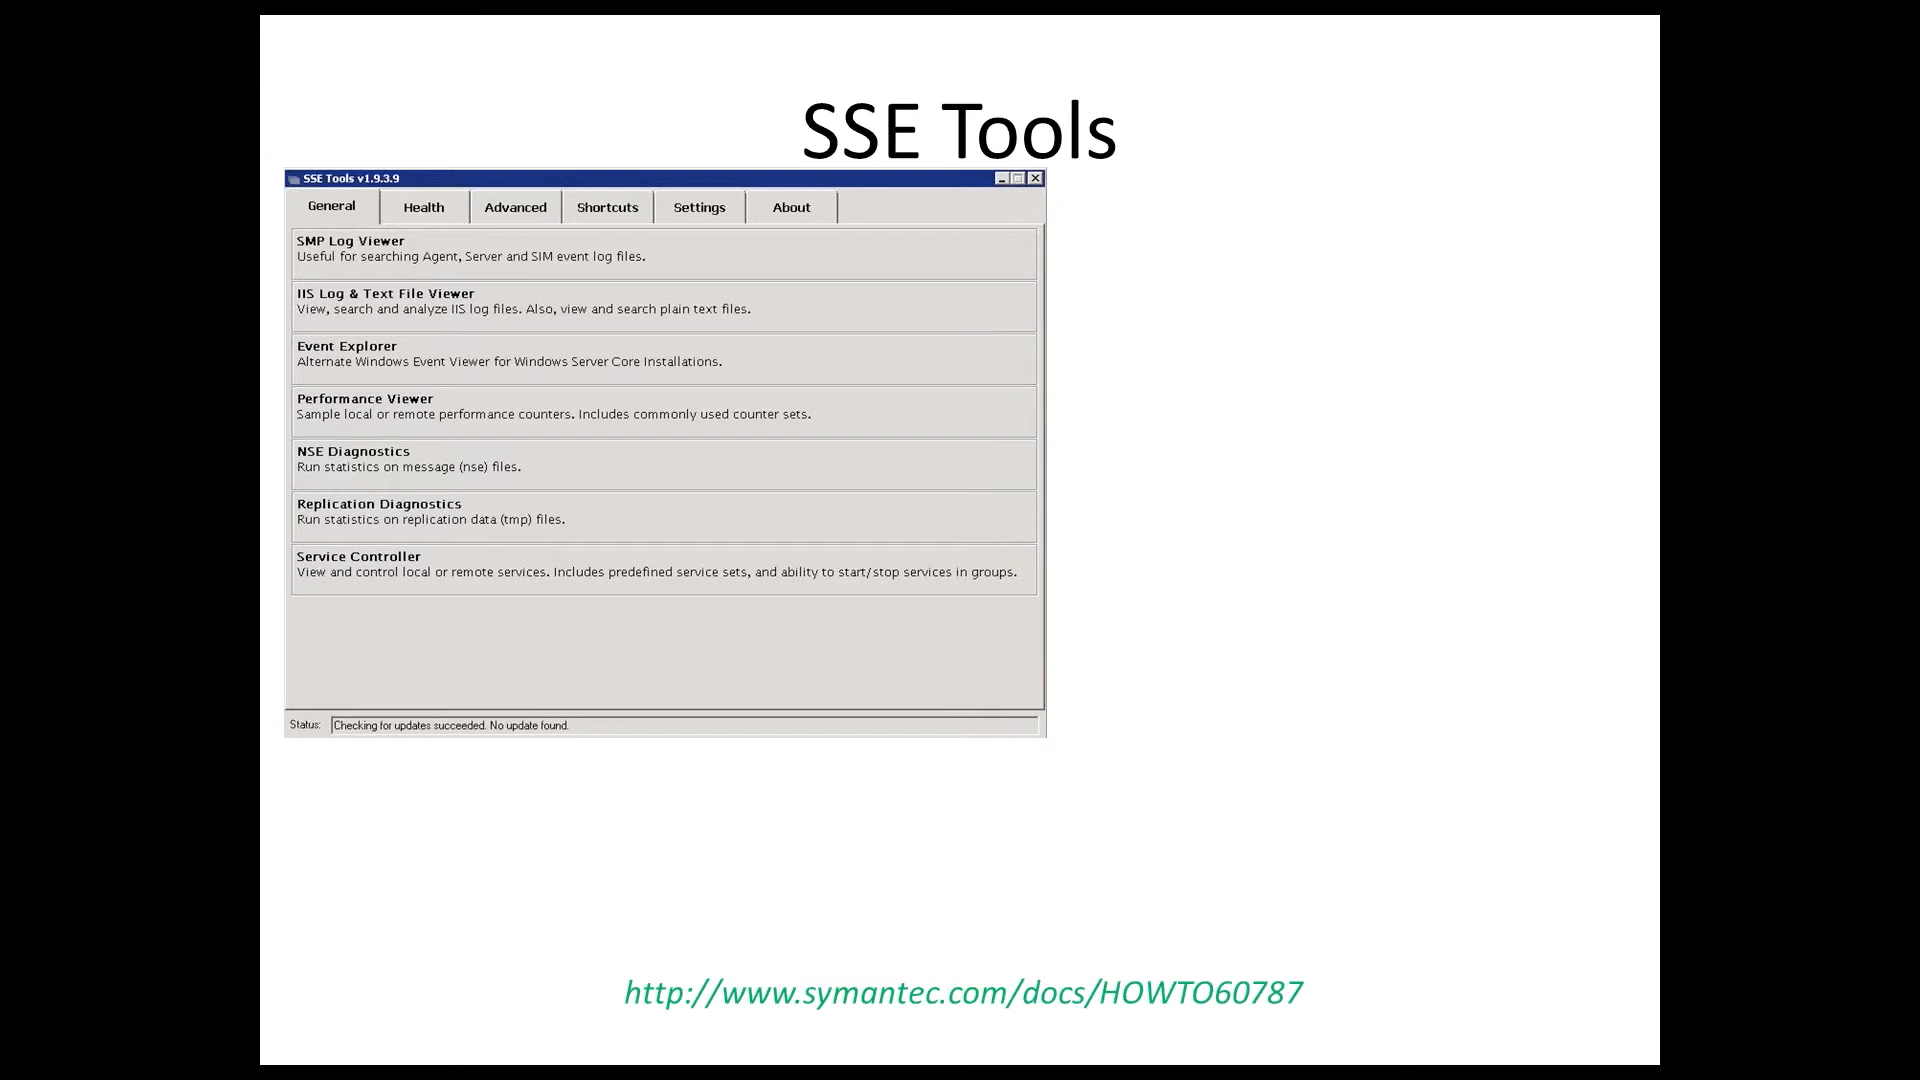 SSE Tools
SSE Tools v1.9.3.9
General Health Advanced Shortcuts Settings About
SMP Log Viewer
Useful for searching Agent, Server and SIM event log files.
IIS Log & Text File Viewer
View, search and analyze IIS log files. Also, view and search plain text files.
Event Explorer
Alternate Windows Event Viewer for Windows Server Core Installations.
Performance Viewer
Sample local or remote performance counters. Includes commonly used counter sets.
NSE Diagnostics
Run statistics on message (nse) files.
Replication Diagnostics
Run statistics on replication data (tmp) files.
Service Controller
View and control local or remote services. Includes predefined service sets, and ability to start/stop services in groups.
Status: Checking for updates succeeded. No update found.
http://www.symantec.com/docs/HOWTO60787